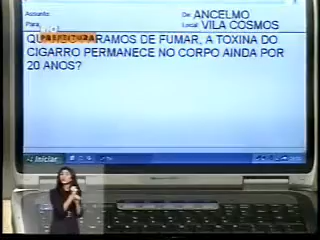 Assunto:
De: ANCELMO
Para
Local: VILA COSMOS
PREFEITURA
ARAMOS DE FUMAR, A TOXINA DO
CIGARRO PERMANECE NO CORPO AINDA POR
20 ANOS?
Iniciar